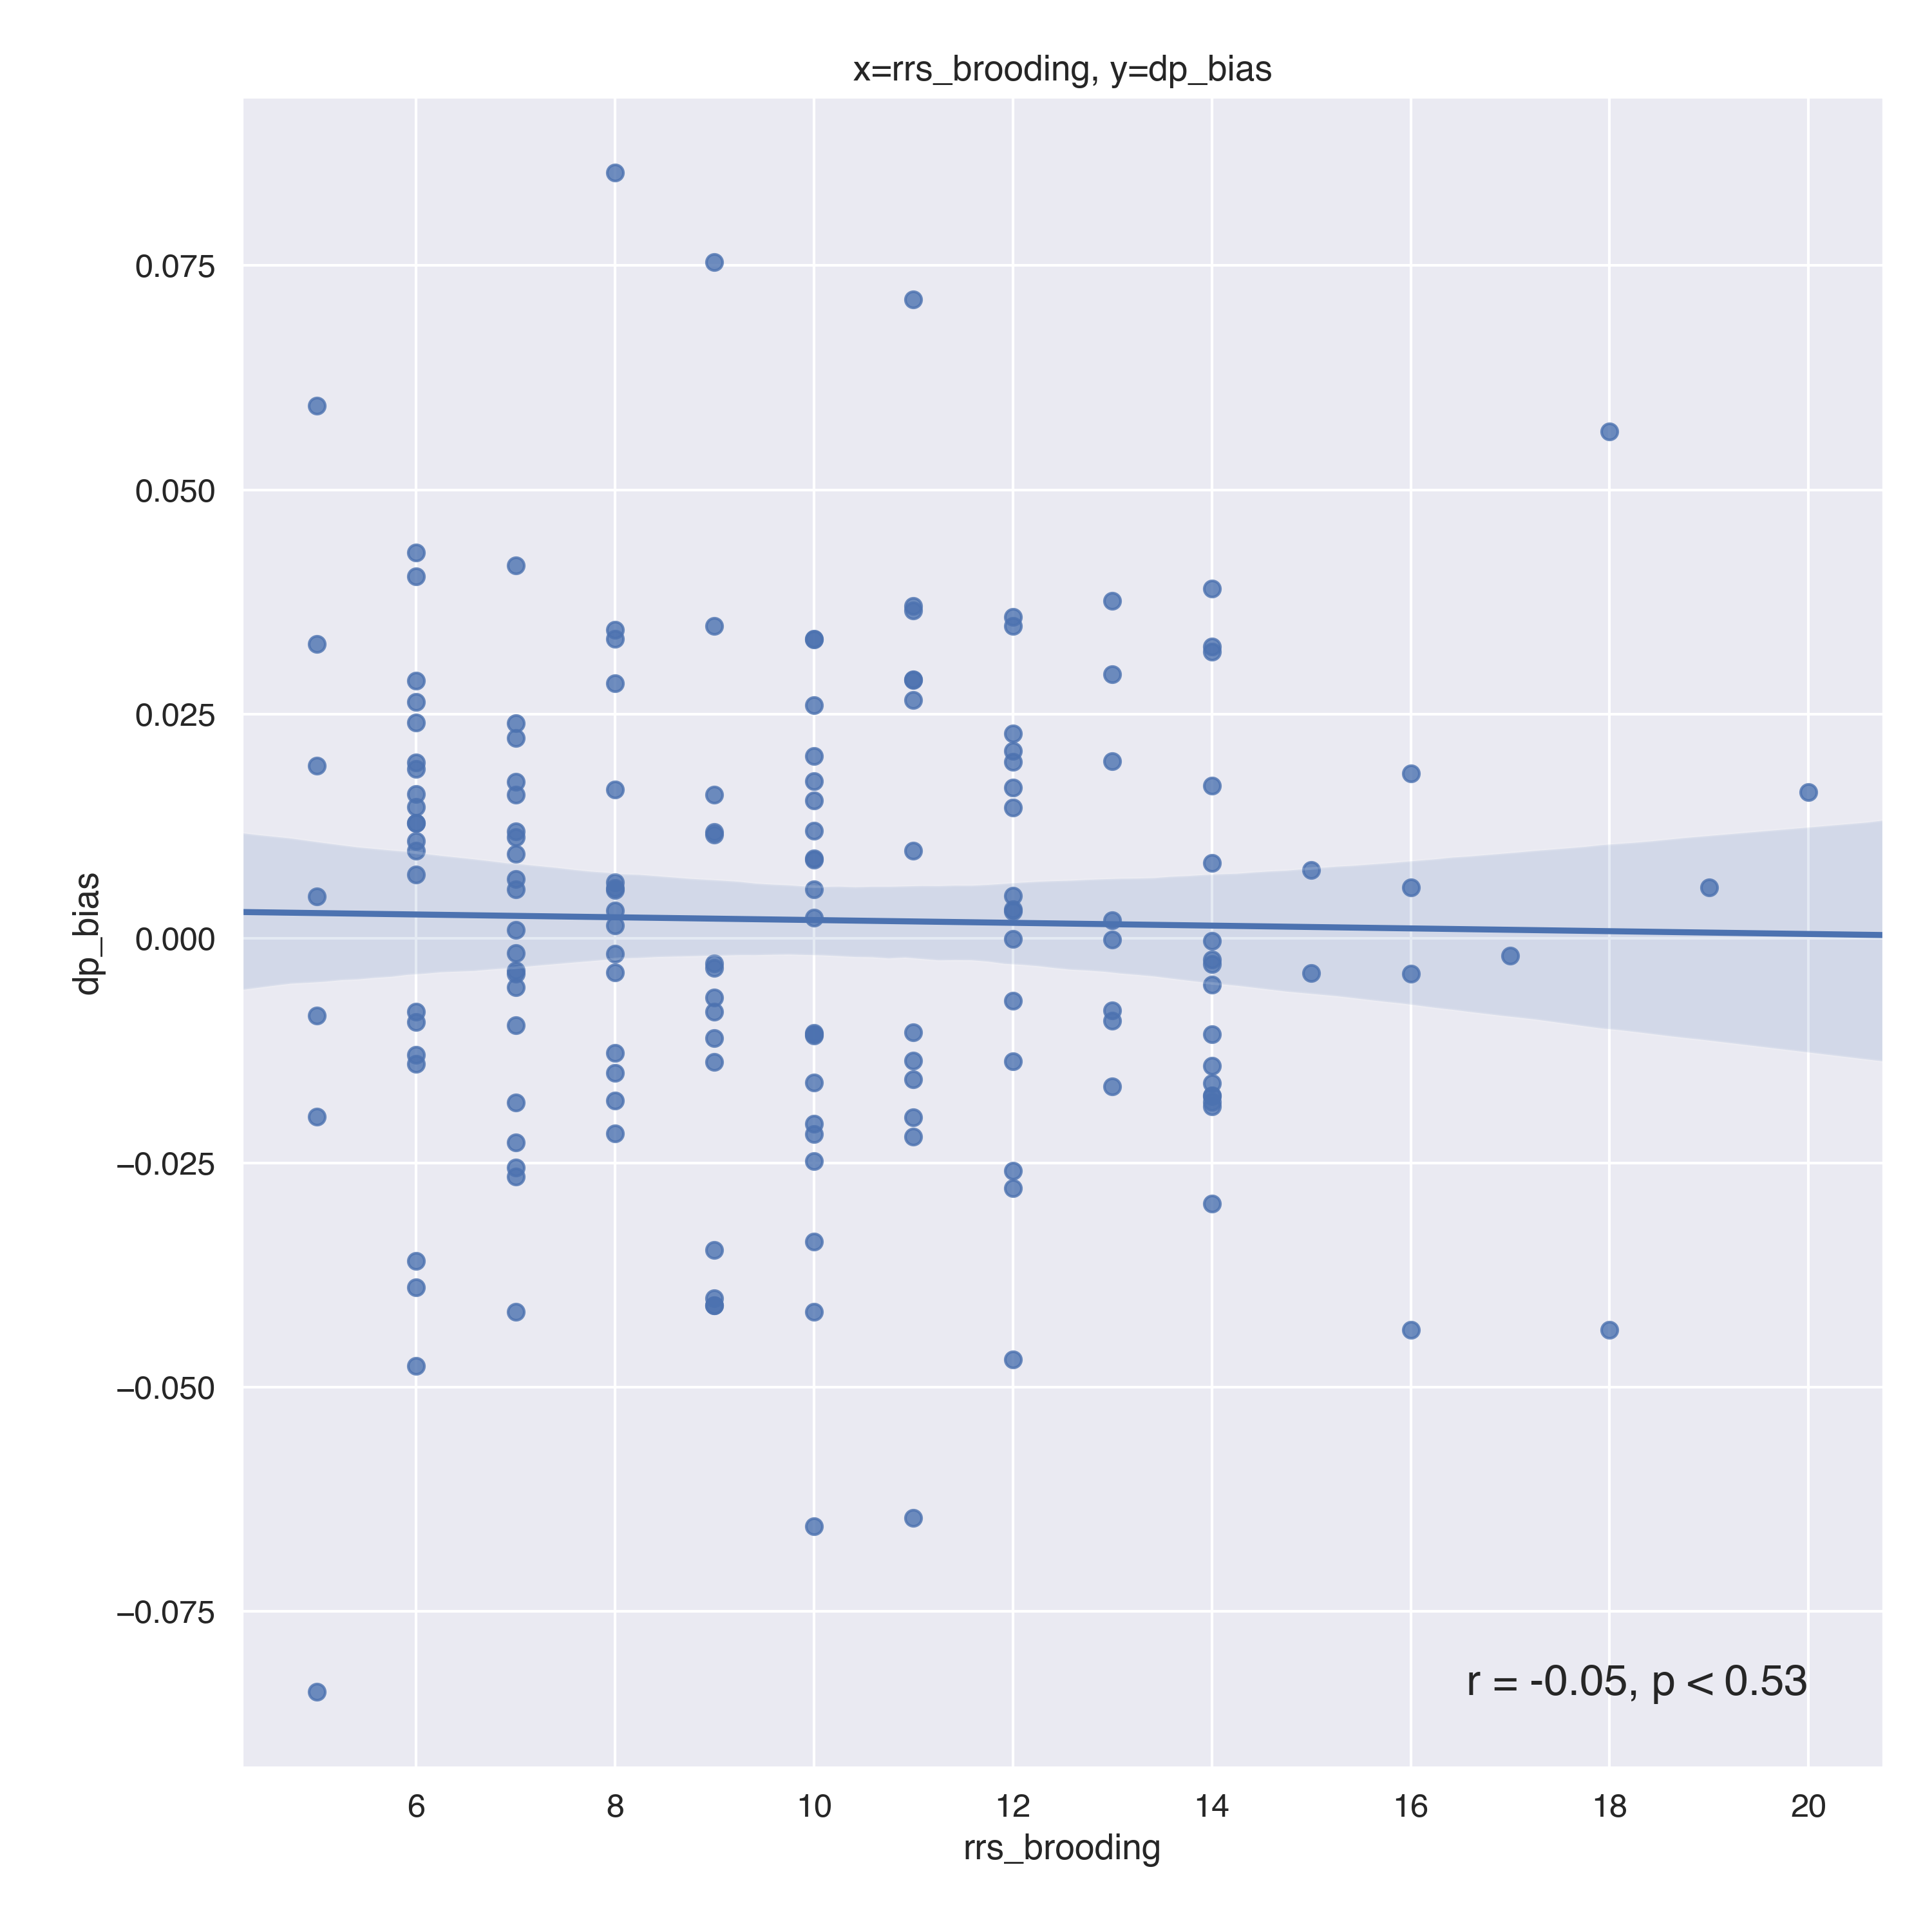 x=rrs_brooding, y=dp_bias
0.075
0.050
0.025
0.000
−0.025
−0.050
−0.075
dp_bias
r = -0.05, p < 0.53
6 8 10 12 14 16 18 20
rrs_brooding